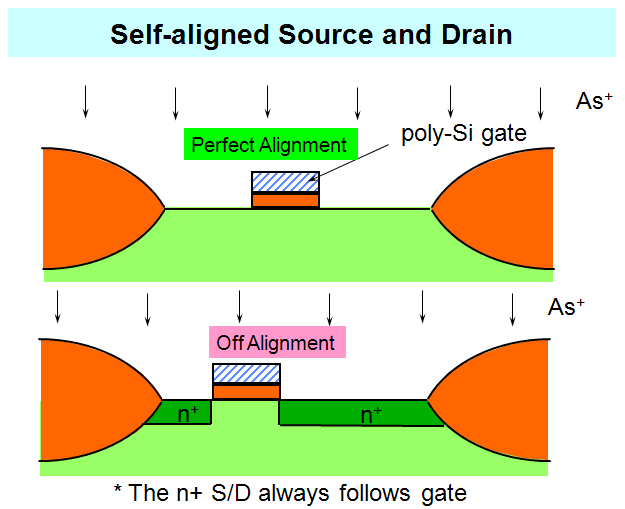 Self-aligned Source and Drain
As⁺
poly-Si gate
Perfect Alignment
As⁺
Off Alignment
n⁺ n⁺
* The n+ S/D always follows gate